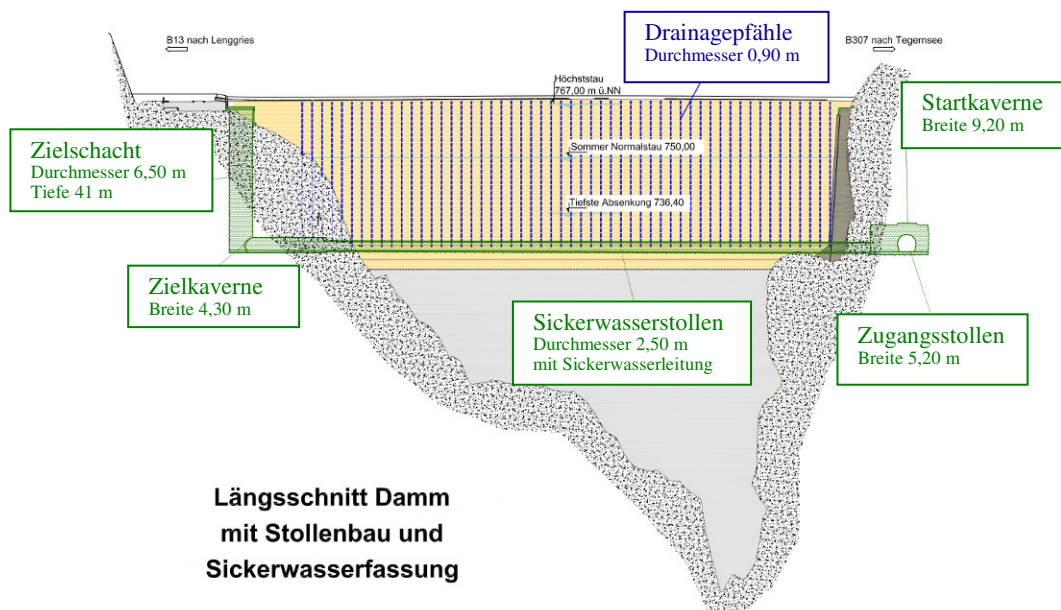 B13 nach Lenggries
Drainagepfähle
Durchmesser 0,90 m
B307 nach Tegernsee
Höchststau
767,00 m ü.NN
Startkaverne
Breite 9,20 m
Zielschacht
Durchmesser 6,50 m
Tiefe 41 m
Sommer Normalstau 750,00
Tiefste Absenkung 736,40
Zielkaverne
Breite 4,30 m
Sickerwasserstollen
Durchmesser 2,50 m
mit Sickerwasserleitung
Zugangsstollen
Breite 5,20 m
Längsschnitt Damm
mit Stollenbau und
Sickerwasserfassung